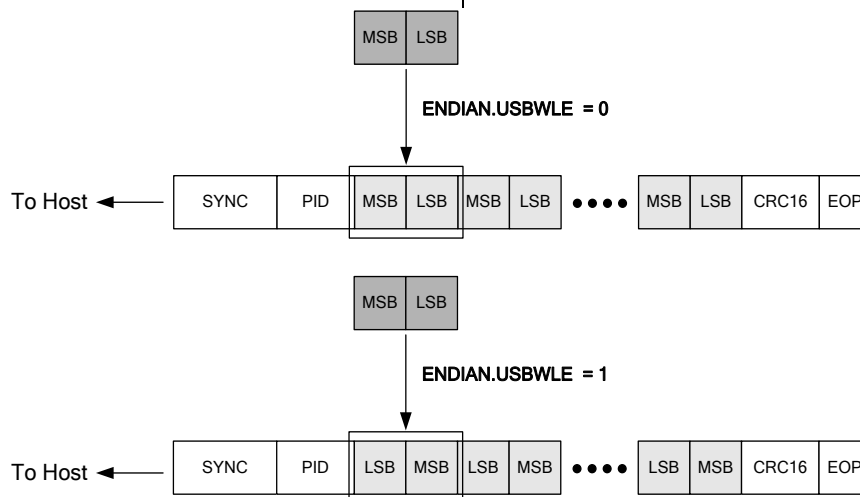 MSB LSB
ENDIAN.USBWLE = 0
To Host SYNC PID MSB LSB MSB LSB MSB LSB CRC16 EOP
MSB LSB
ENDIAN.USBWLE = 1
To Host SYNC PID LSB MSB LSB MSB LSB MSB CRC16 EOP